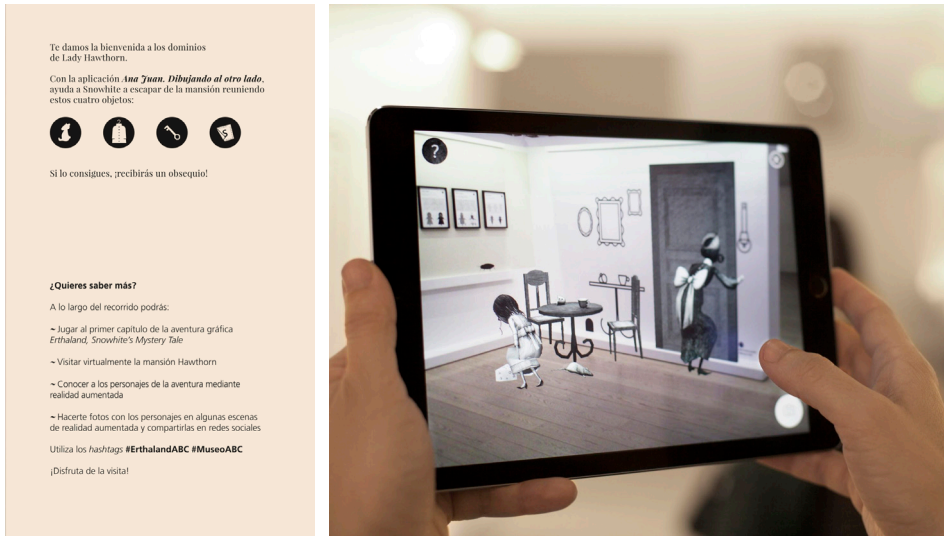 Te damos la bienvenida a los dominios
de Lady Hawthorn.
Con la aplicación Ana Juan. Dibujando al otro lado,
ayuda a Snowhite a escapar de la mansión reuniendo
estos cuatro objetos:
Si lo consigues, ¡recibirás un obsequio!
¿Quieres saber más?
A lo largo del recorrido podrás:
~ Jugar al primer capítulo de la aventura gráfica
Erthaland, Snowhite's Mystery Tale
~ Visitar virtualmente la mansión Hawthorn
~ Conocer a los personajes de la aventura mediante
realidad aumentada
~ Hacerte fotos con los personajes en algunas escenas
de realidad aumentada y compartirlas en redes sociales
Utiliza los hashtags #ErthalandABC #MuseoABC
¡Disfruta de la visita!
?